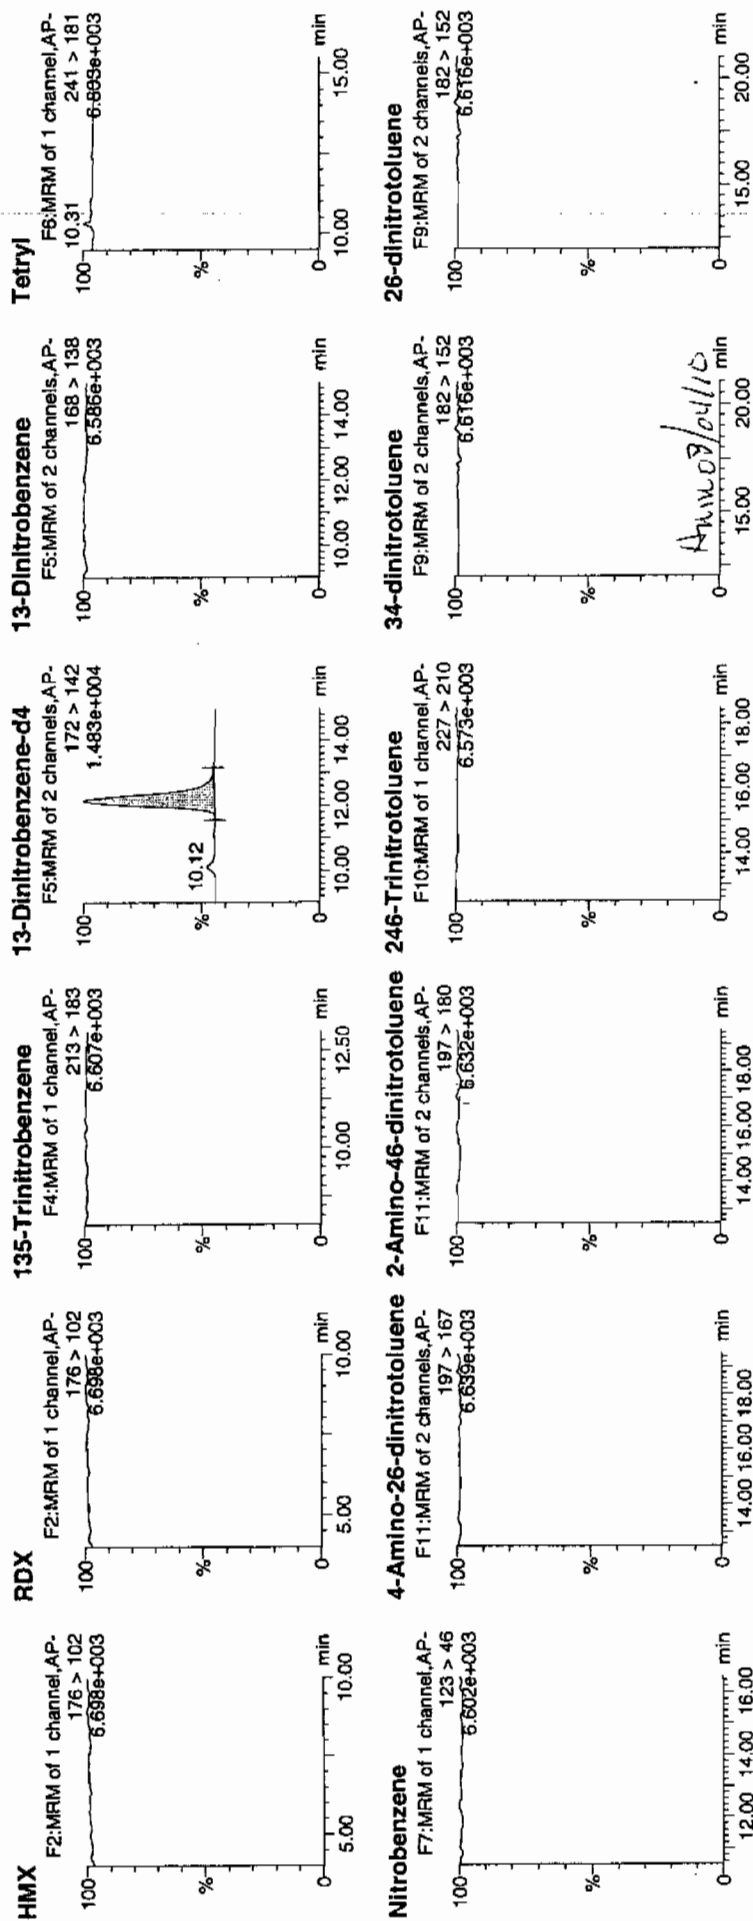 HMX
F2:MRM of 1 channel,AP-
176 > 102
6.698e+003
100
%
0
5.00 10.00 min
RDX
F2:MRM of 1 channel,AP-
176 > 102
6.698e+003
100
%
0
5.00 10.00 min
135-Trinitrobenzene
F4:MRM of 1 channel,AP-
213 > 183
6.607e+003
100
%
0
10.00 12.50 min
13-Dinitrobenzene-d4
F5:MRM of 2 channels,AP-
172 > 142
1.483e+004
100
10.12
%
0
10.00 12.00 14.00 min
13-Dinitrobenzene
F5:MRM of 2 channels,AP-
168 > 138
6.586e+003
100
%
0
10.00 12.00 14.00 min
Tetryl
F6:MRM of 1 channel,AP-
241 > 181
10.31
6.803e+003
100
%
0
10.00 15.00 min
Nitrobenzene
F7:MRM of 1 channel,AP-
123 > 46
6.602e+003
100
%
0
12.00 14.00 16.00 min
4-Amino-26-dinitrotoluene
F11:MRM of 2 channels,AP-
197 > 167
6.639e+003
100
%
0
14.00 16.00 18.00 min
2-Amino-46-dinitrotoluene
F11:MRM of 2 channels,AP-
197 > 180
6.632e+003
100
%
0
14.00 16.00 18.00 min
246-Trinitrotoluene
F10:MRM of 1 channel,AP-
227 > 210
6.573e+003
100
%
0
14.00 16.00 18.00 min
34-dinitrotoluene
F9:MRM of 2 channels,AP-
182 > 152
6.616e+003
100
%
0
15.00 20.00 min
08/04/10
26-dinitrotoluene
F9:MRM of 2 channels,AP-
182 > 152
6.616e+003
100
%
0
15.00 20.00 min